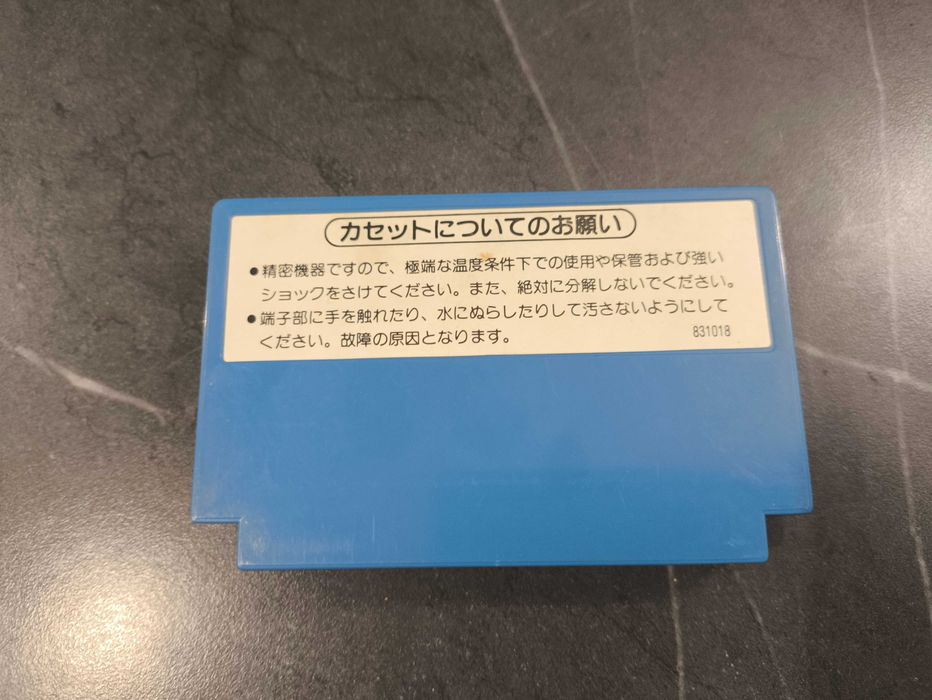 カセットについてのお願い
●精密機器ですので、極端な温度条件下での使用や保管および強い
ショックをさけてください。また、絶対に分解しないでください。
●端子部に手を触れたり、水にぬらしたりして汚さないようにして
ください。故障の原因となります。 831018